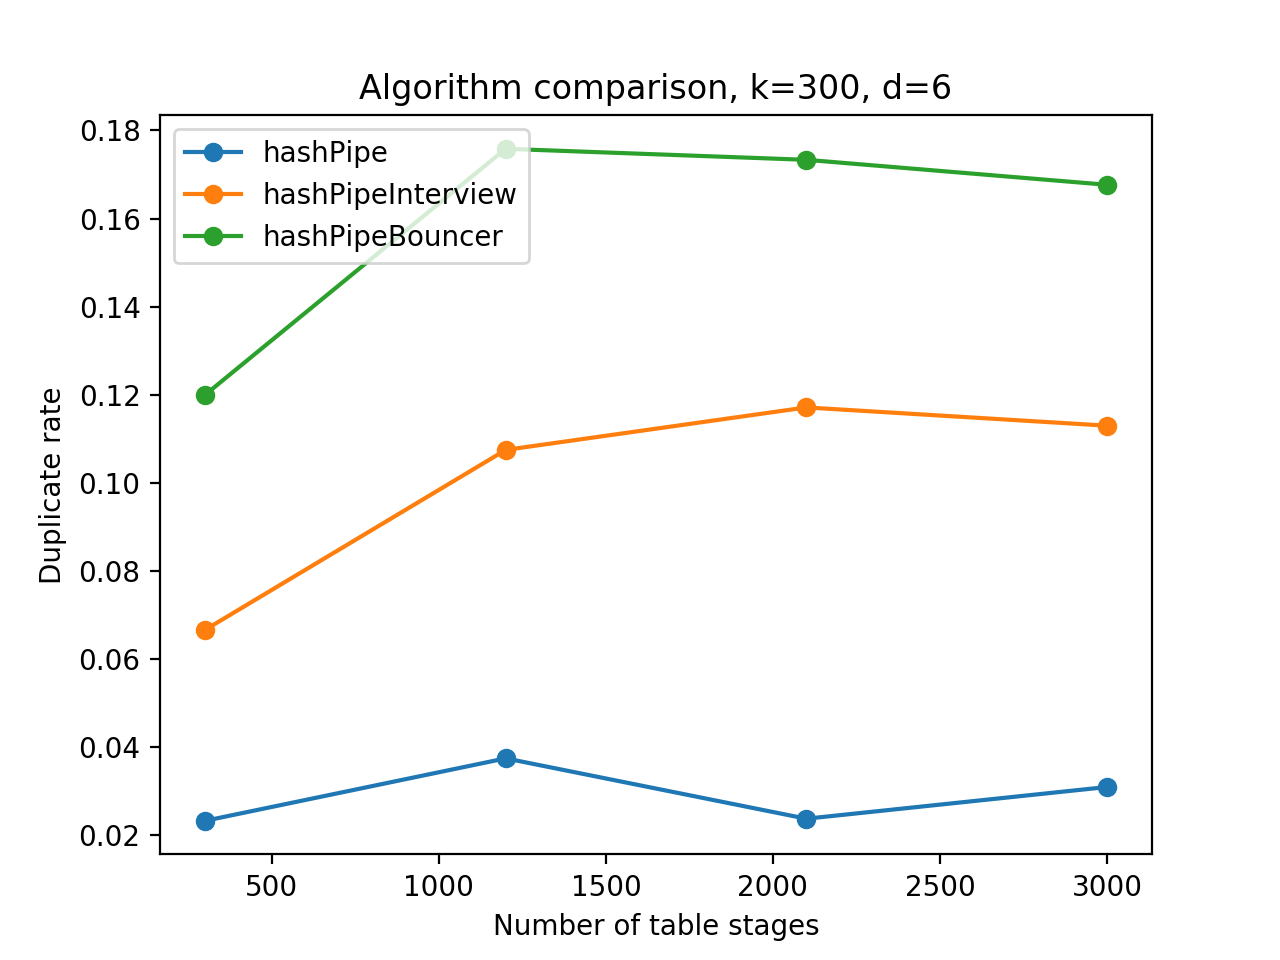 Algorithm comparison, k=300, d=6
hashPipe
hashPipeInterview
hashPipeBouncer
Duplicate rate
0.18
0.16
0.14
0.12
0.10
0.08
0.06
0.04
0.02
500 1000 1500 2000 2500 3000
Number of table stages